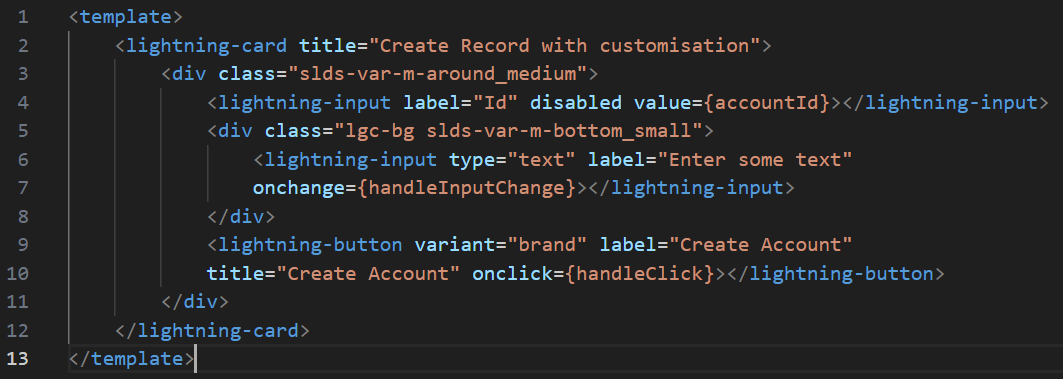 1 <template>
2     <lightning-card title="Create Record with customisation">
3         <div class="slds-var-m-around_medium">
4             <lightning-input label="Id" disabled value={accountId}></lightning-input>
5             <div class="lgc-bg slds-var-m-bottom_small">
6                 <lightning-input type="text" label="Enter some text"
7                 onchange={handleInputChange}></lightning-input>
8             </div>
9             <lightning-button variant="brand" label="Create Account"
10             title="Create Account" onclick={handleClick}></lightning-button>
11         </div>
12     </lightning-card>
13 </template>